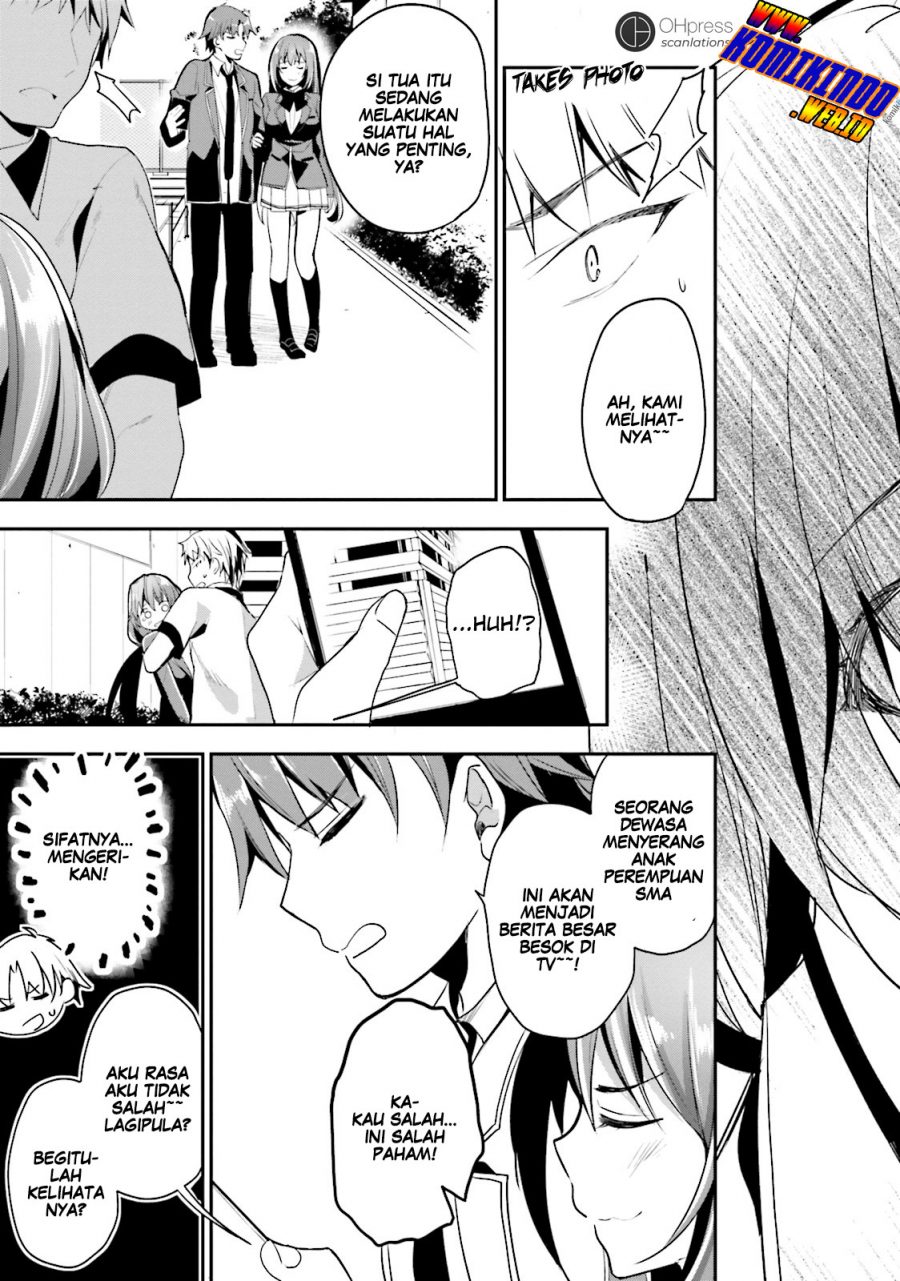 OHpress
scanlations
WWW.
KOMIKINDO
.WEB.ID
TAKES PHOTO
AH, KAMI
MELIHAT-
NYA~~
SI TUA ITU
SEDANG
MELAKUKAN
SUATU HAL
YANG PENTING,
YA?
...HUH!?
SEORANG
DEWASA
MENYERANG
ANAK
PEREMPUAN
SMA
INI AKAN
MENJADI
BERITA BESAR
BESOK DI
TV~~!
KA-
KAU SALAH...
INI SALAH
PAHAM!
SIFATNYA...
MENGERI-
KAN!
AKU RASA
AKU TIDAK
SALAH~~
LAGIPULA?
BEGITU-
LAH
KELIHATA
NYA?